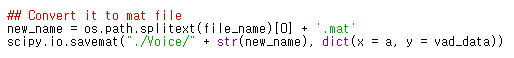 ## Convert it to mat file
new_name = os.path.splitext(file_name)[0] + '.mat'
scipy.io.savemat("./Voice/" + str(new_name), dict(x = a, y = vad_data))